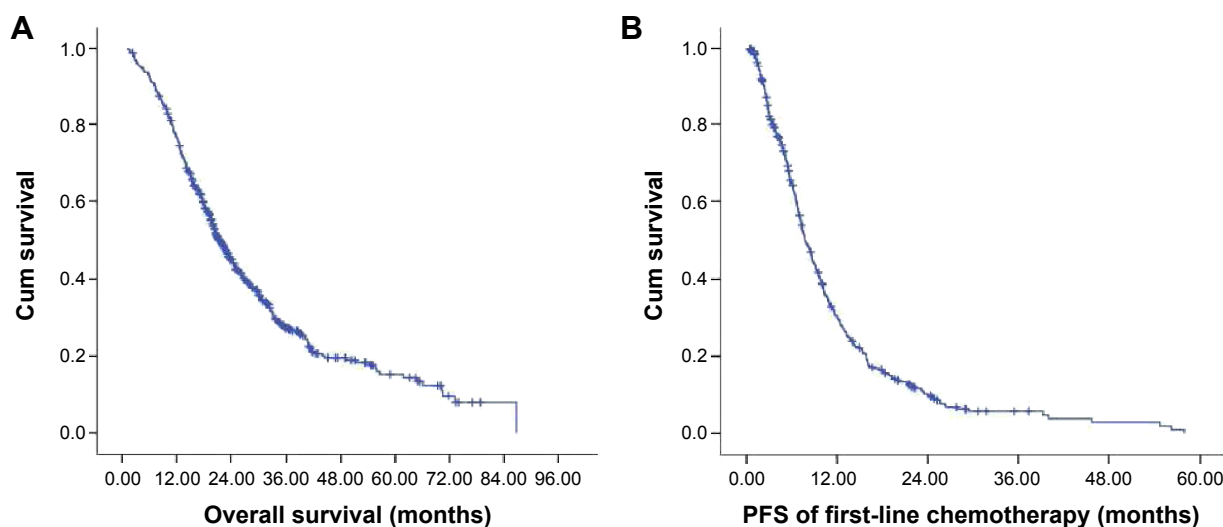 A
Cum survival
1.0
0.8
0.6
0.4
0.2
0.0
0.00 12.00 24.00 36.00 48.00 60.00 72.00 84.00 96.00
Overall survival (months)
B
Cum survival
1.0
0.8
0.6
0.4
0.2
0.0
0.00 12.00 24.00 36.00 48.00 60.00
PFS of first-line chemotherapy (months)